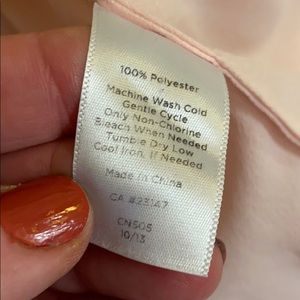 100% Polyester
Machine Wash Cold
Gentle Cycle
Only Non-Chlorine
Bleach When Needed
Tumble Dry Low
Cool Iron, If Needed
Made in China
CA #23147
CN505
10/13